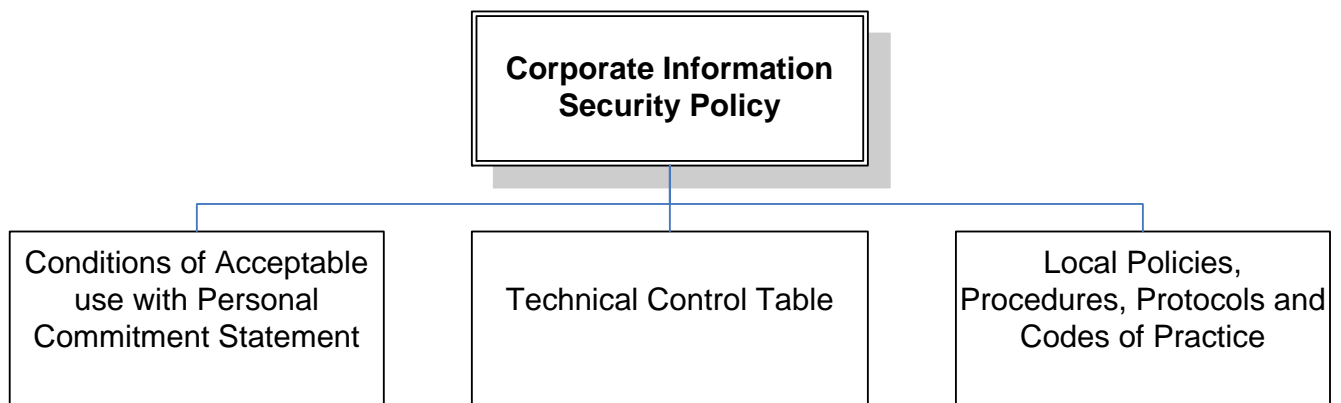 Corporate Information
Security Policy
Conditions of Acceptable
use with Personal
Commitment Statement
Technical Control Table
Local Policies,
Procedures, Protocols and
Codes of Practice